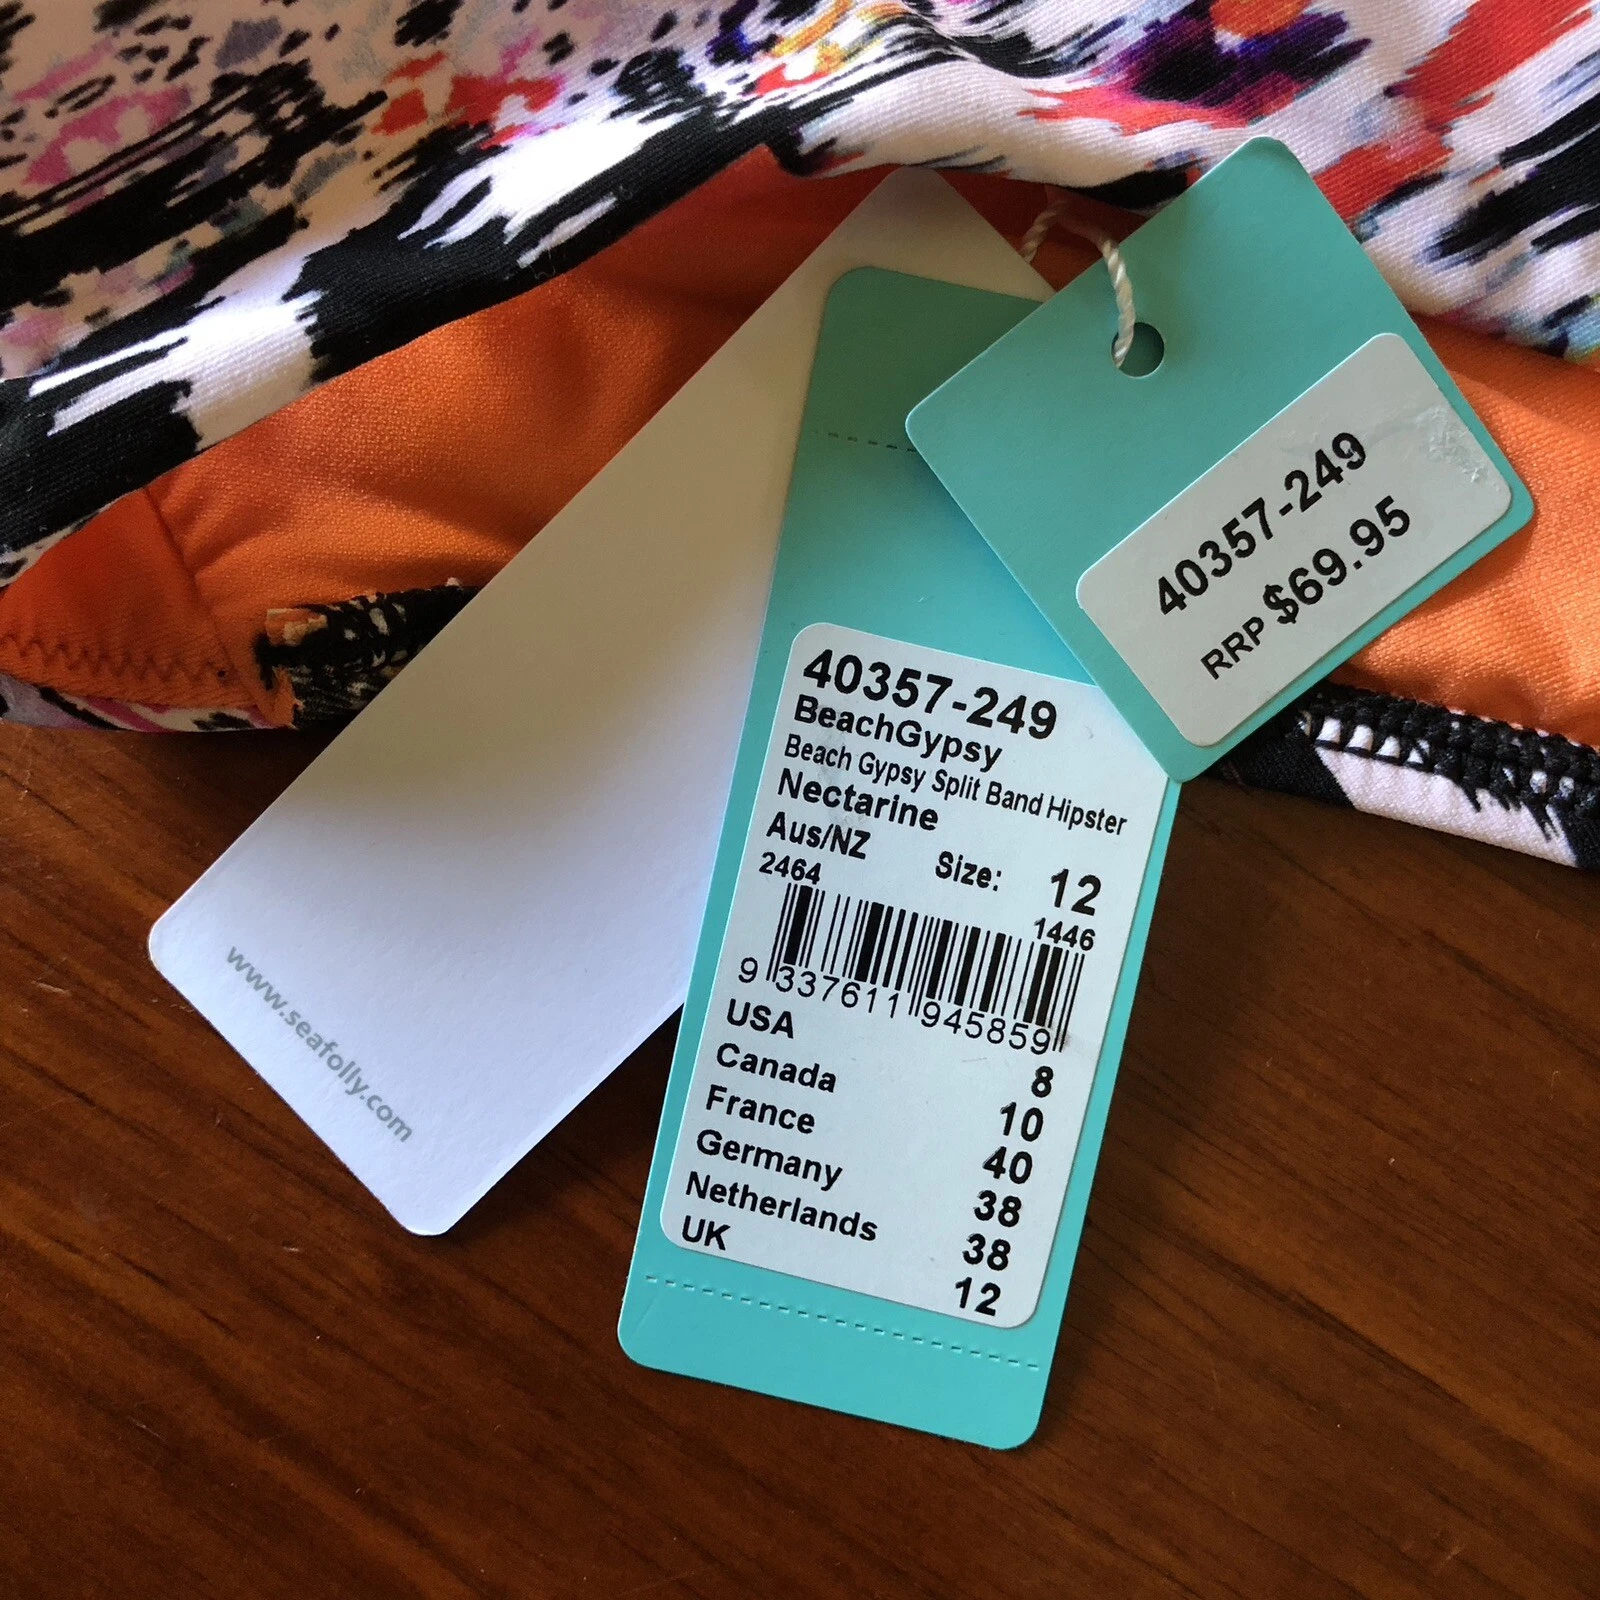 40357-249
RRP $69.95
40357-249
BeachGypsy
Beach Gypsy Split Band Hipster
Nectarine
Aus/NZ Size: 12
2464 1446
9 337611 945859
USA 8
Canada 10
France 40
Germany 38
Netherlands 38
UK 12
www.seafolly.com